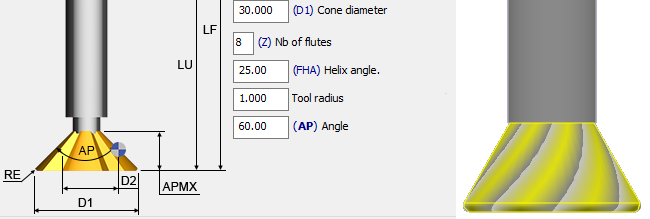 LF
LU
AP
RE
D2
APMX
D1
30.000 (D1) Cone diameter
8 (Z) Nb of flutes
25.00 (FHA) Helix angle.
1.000 Tool radius
60.00 (AP) Angle